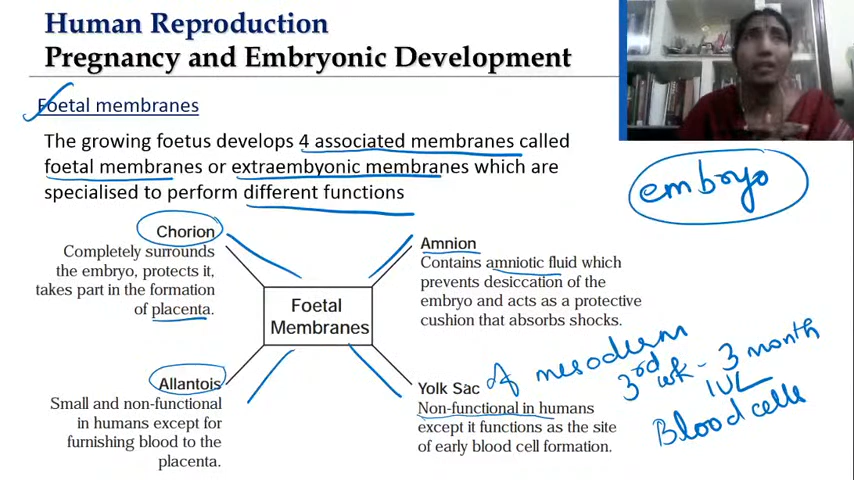 Human Reproduction
Pregnancy and Embryonic Development
Foetal membranes
The growing foetus develops 4 associated membranes called
foetal membranes or extraembyonic membranes which are
specialised to perform different functions
embryo
Chorion
Completely surrounds
the embryo, protects it,
takes part in the formation
of placenta.
Amnion
Contains amniotic fluid which
prevents desiccation of the
embryo and acts as a protective
cushion that absorbs shocks.
Foetal
Membranes
Allantois
Small and non-functional
in humans except for
furnishing blood to the
placenta.
Yolk Sac
Non-functional in humans
except it functions as the site
of early blood cell formation.
of mesoderm
3rd wk - 3 month
IUL
Blood cells